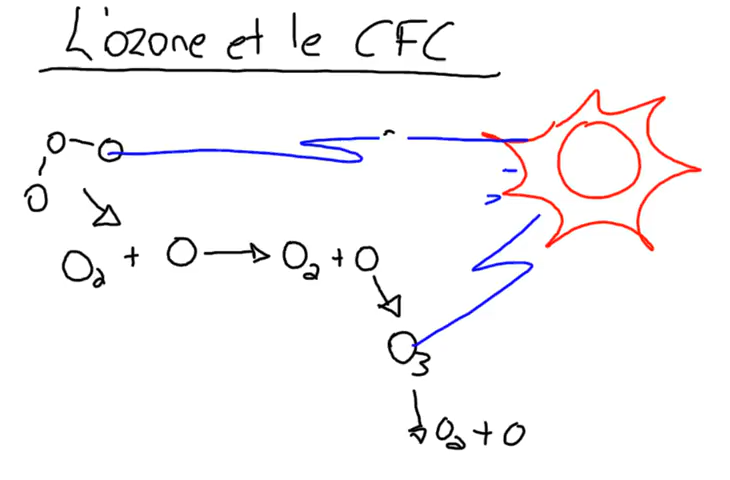 L'ozone et le CFC
O-O
O
O2 + O → O2 + O
O3
O2 + O